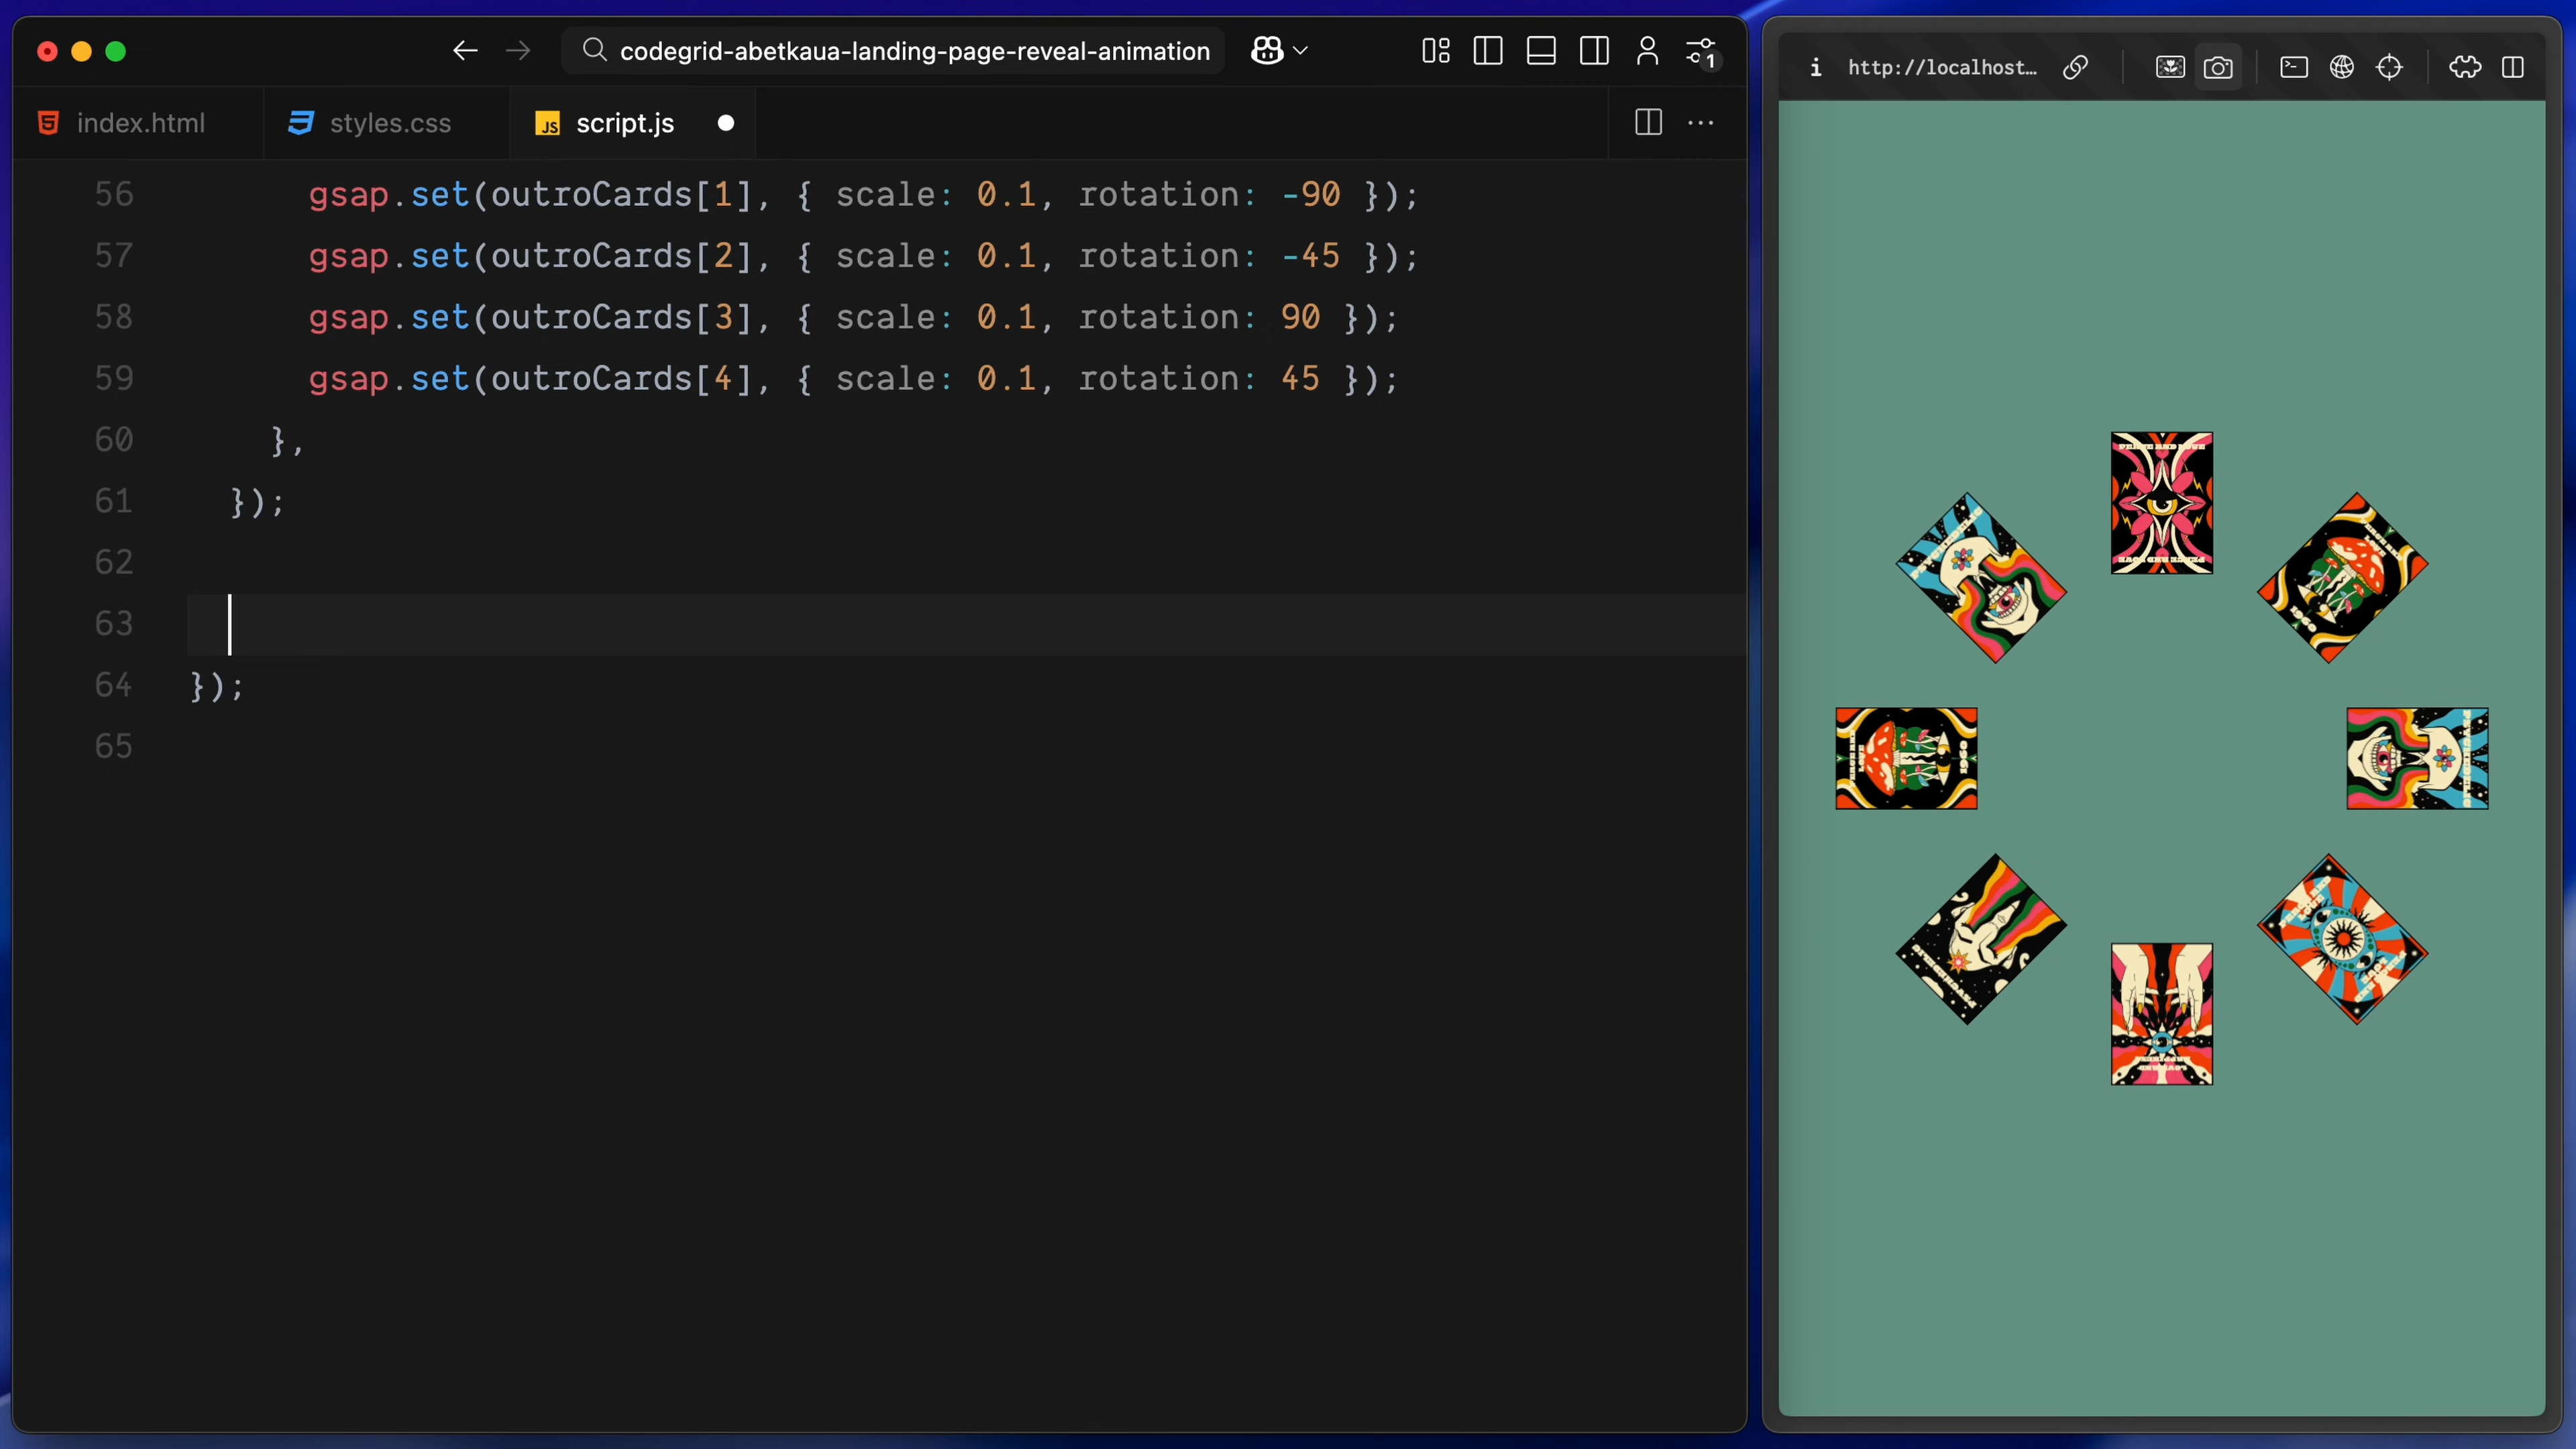 codegrid-abetkaua-landing-page-reveal-animation
1
index.html
styles.css
JS script.js
56 gsap.set(outroCards[1], { scale: 0.1, rotation: -90 });
57 gsap.set(outroCards[2], { scale: 0.1, rotation: -45 });
58 gsap.set(outroCards[3], { scale: 0.1, rotation: 90 });
59 gsap.set(outroCards[4], { scale: 0.1, rotation: 45 });
60 },
61 });
62
63
64 });
65
http://localhost…